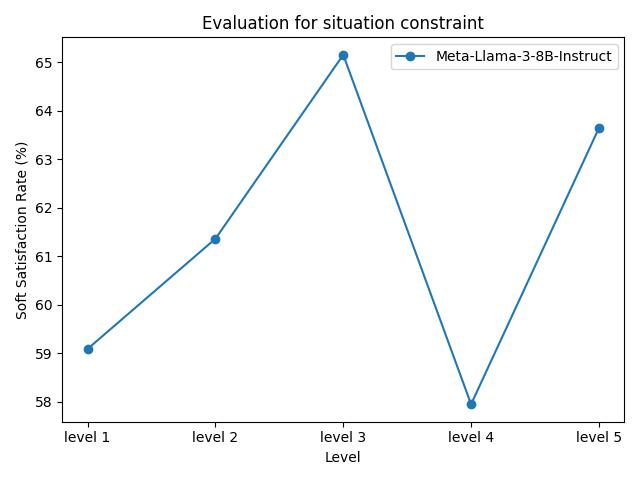 Evaluation for situation constraint
Meta-Llama-3-8B-Instruct
Soft Satisfaction Rate (%)
65
64
63
62
61
60
59
58
level 1 level 2 level 3 level 4 level 5
Level